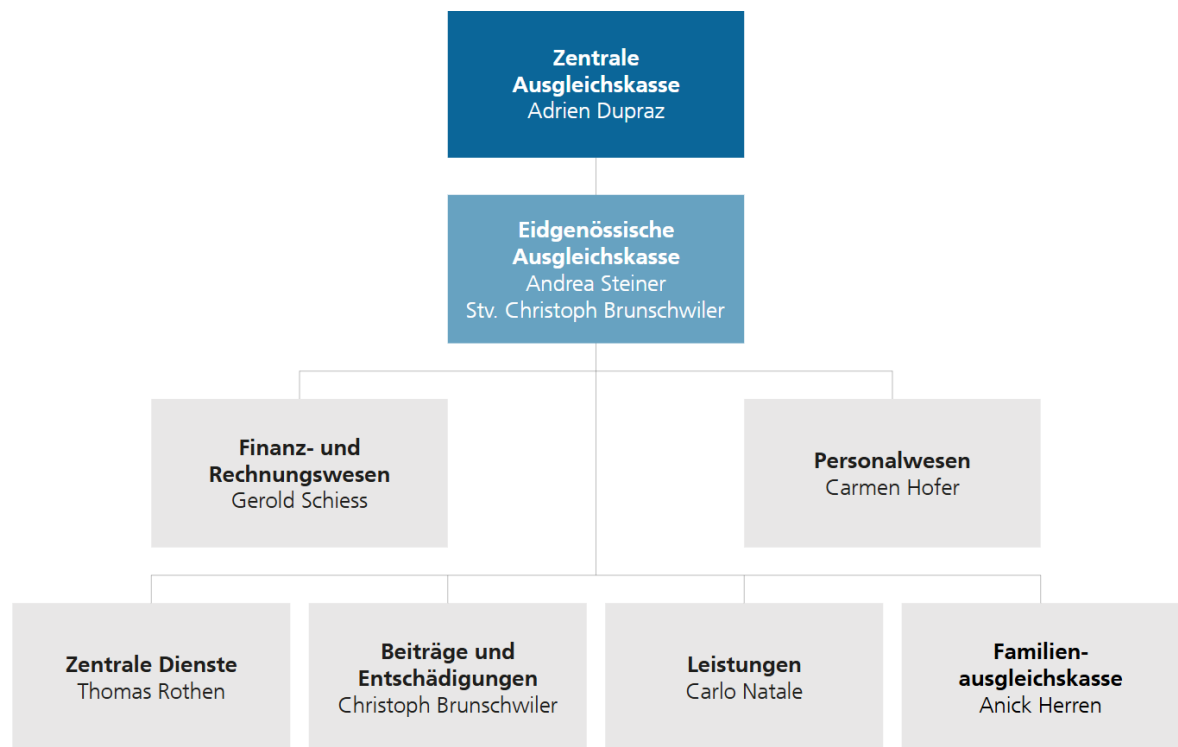 Zentrale
Ausgleichskasse
Adrien Dupraz
Eidgenössische
Ausgleichskasse
Andrea Steiner
Stv. Christoph Brunschwiler
Finanz- und
Rechnungswesen
Gerold Schiess
Personalwesen
Carmen Hofer
Zentrale Dienste
Thomas Rothen
Beiträge und
Entschädigungen
Christoph Brunschwiler
Leistungen
Carlo Natale
Familien-
ausgleichskasse
Anick Herren